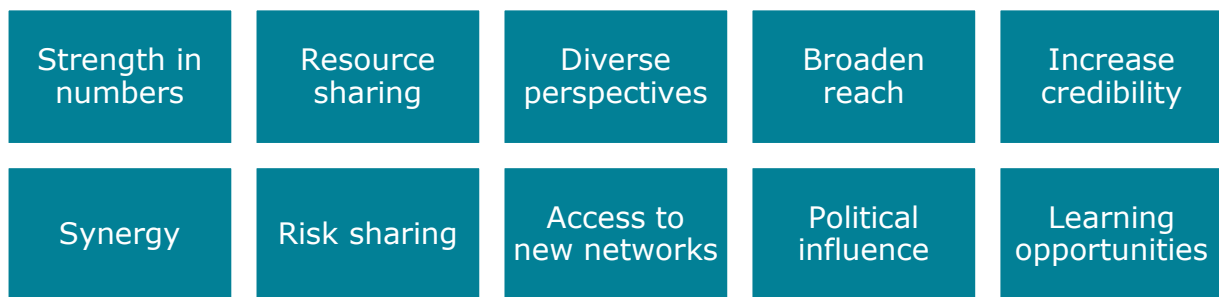 Strength in
numbers
Resource
sharing
Diverse
perspectives
Broaden
reach
Increase
credibility
Synergy
Risk sharing
Access to
new networks
Political
influence
Learning
opportunities